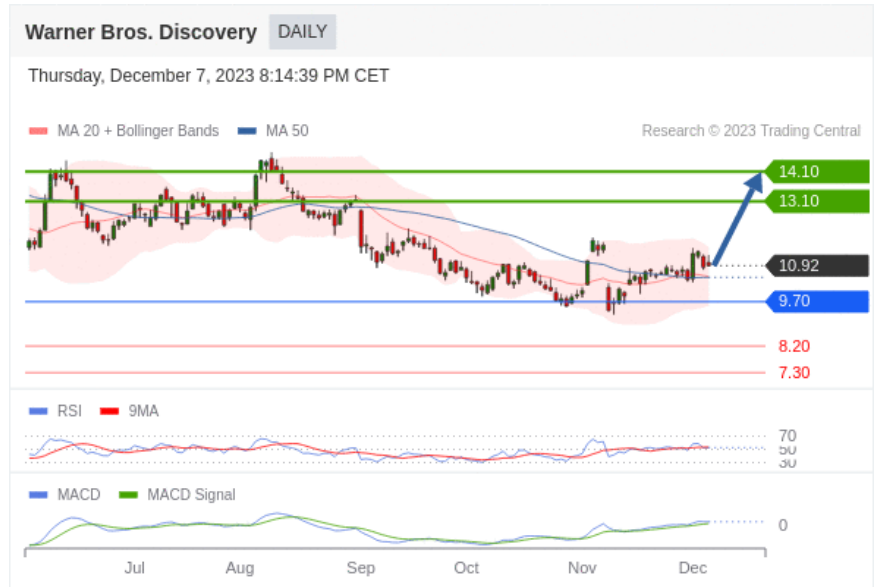 Warner Bros. Discovery DAILY
Thursday, December 7, 2023 8:14:39 PM CET
MA 20 + Bollinger Bands MA 50 Research © 2023 Trading Central
14.10
13.10
10.92
9.70
8.20
7.30
RSI 9MA
70
50
30
MACD MACD Signal
0
Jul Aug Sep Oct Nov Dec